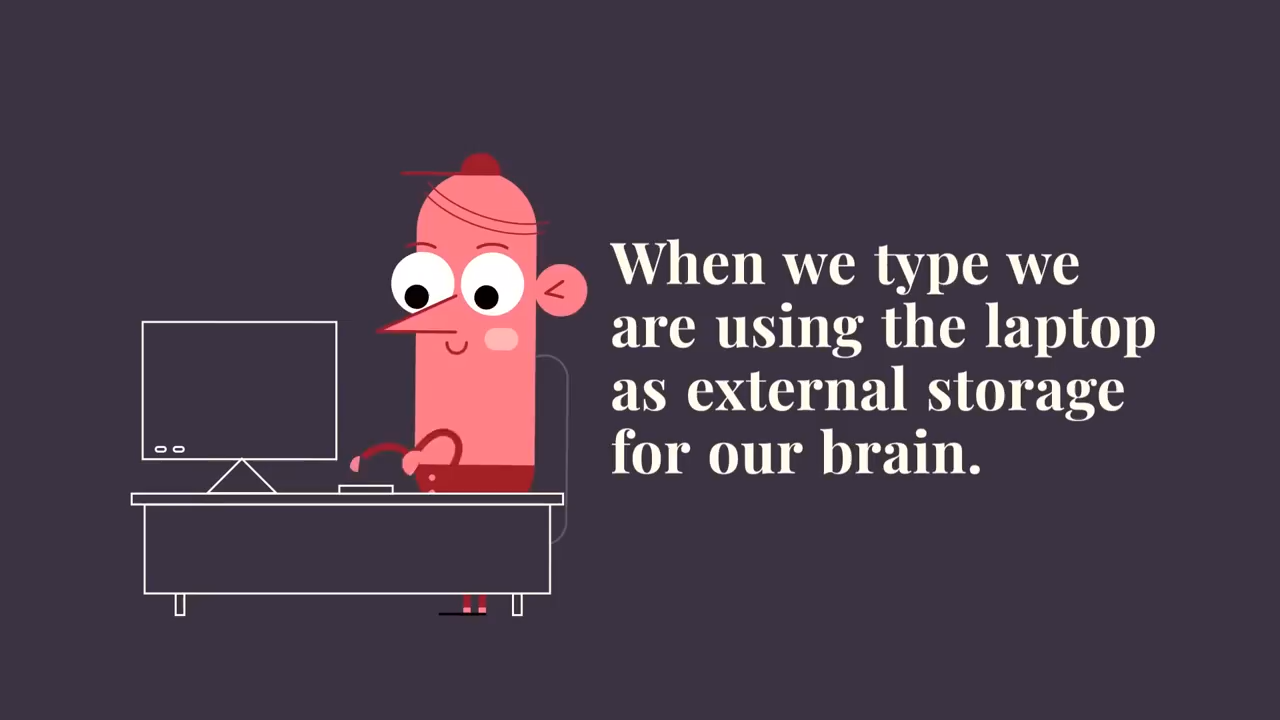 When we type we
are using the laptop
as external storage
for our brain.